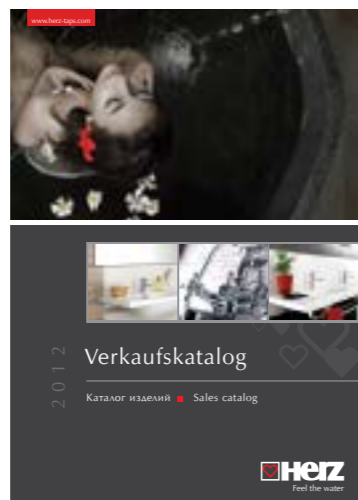 www.herz-taps.com
2012
Verkaufskatalog
Каталог изделий ■ Sales catalog
HERZ
Feel the water